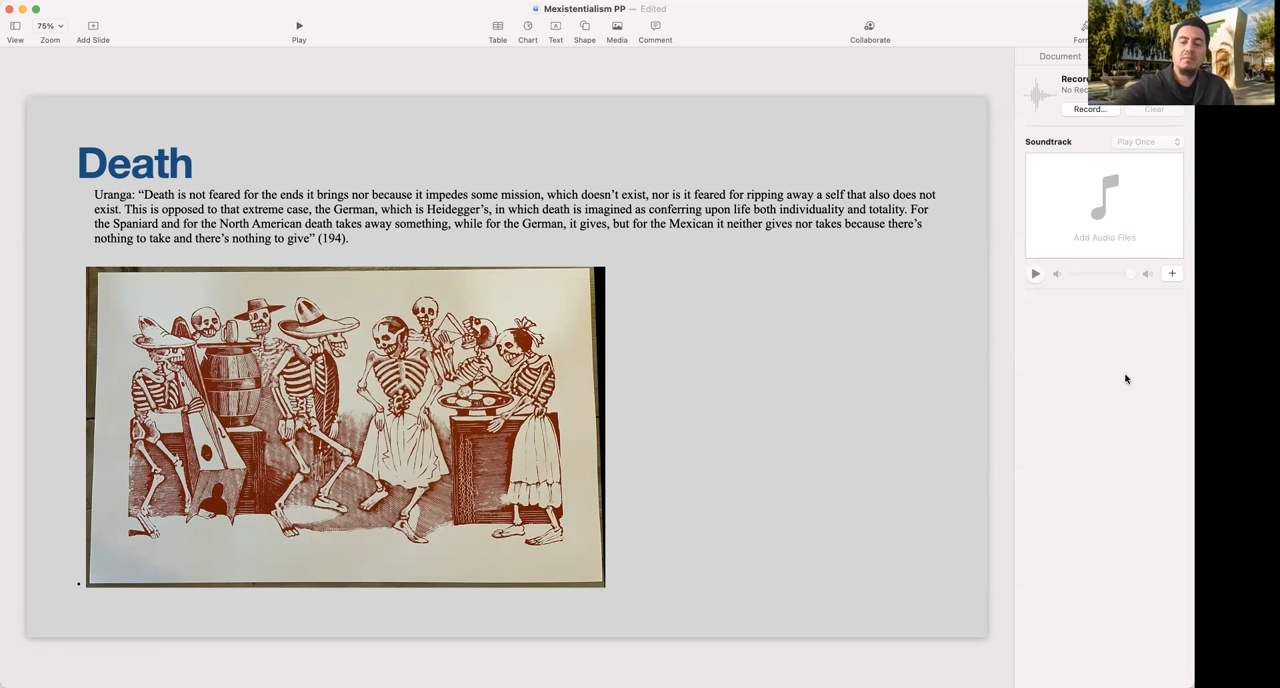 Mexistentialism PP — Edited
75%
View
Zoom
Add Slide
Play
Table
Chart
Text
Shape
Media
Comment
Collaborate
Document
Record...
Clear
Soundtrack
Play Once
Add Audio Files
Death
Uranga: “Death is not feared for the ends it brings nor because it impedes some mission, which doesn’t exist, nor is it feared for ripping away a self that also does not
exist. This is opposed to that extreme case, the German, which is Heidegger’s, in which death is imagined as conferring upon life both individuality and totality. For
the Spaniard and for the North American death takes away something, while for the German, it gives, but for the Mexican it neither gives nor takes because there’s
nothing to take and there’s nothing to give” (194).